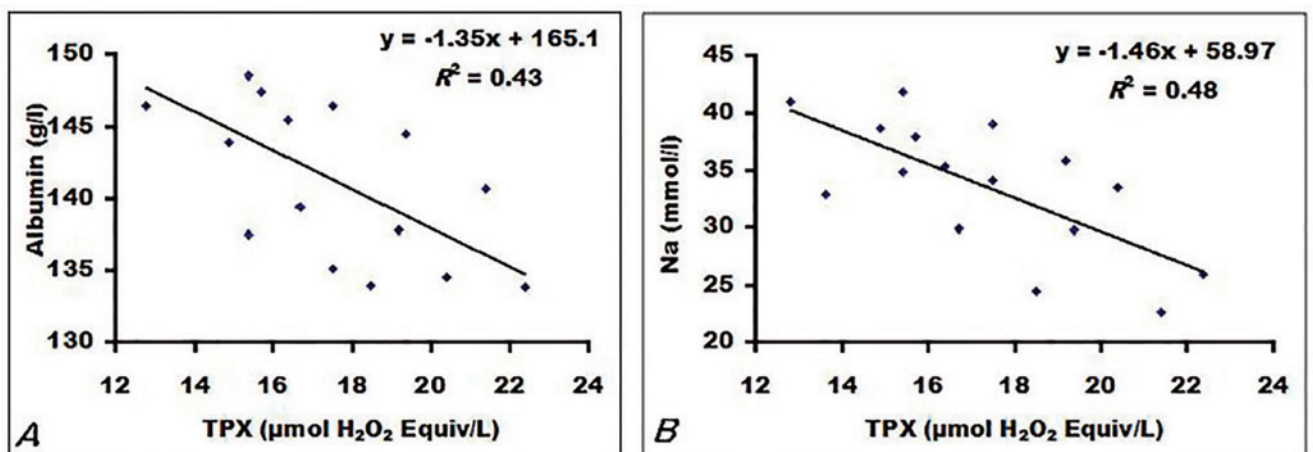 y = -1.35x + 165.1
R² = 0.43
Albumin (g/l)
150
145
140
135
130
12 14 16 18 20 22 24
TPX (μmol H₂O₂ Equiv/L)
A
y = -1.46x + 58.97
R² = 0.48
Na (mmol/l)
45
40
35
30
25
20
12 14 16 18 20 22 24
TPX (μmol H₂O₂ Equiv/L)
B